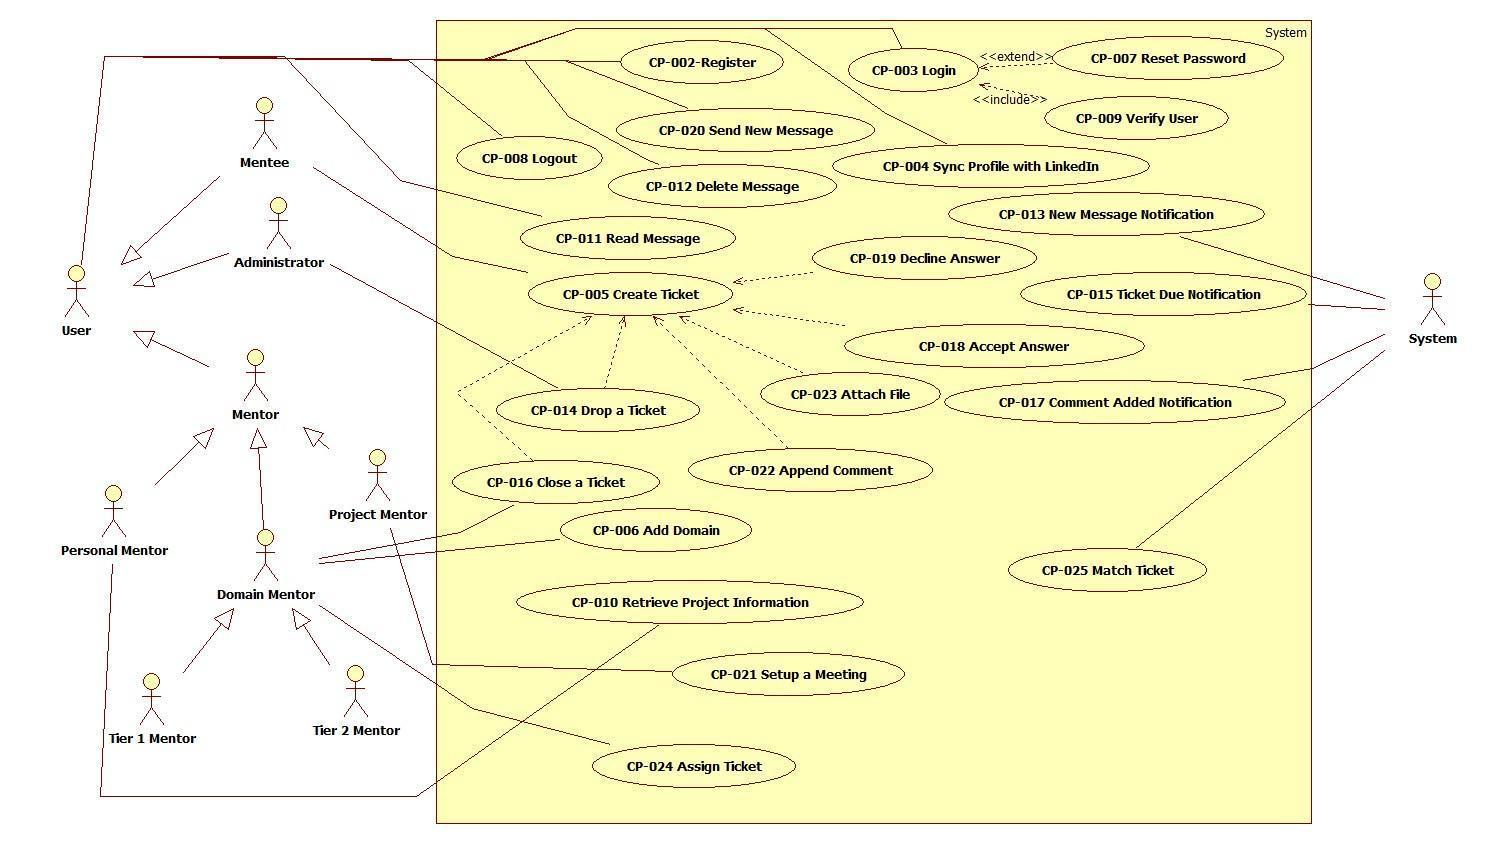 System
CP-002-Register
CP-003 Login
<<extend>>
CP-007 Reset Password
<<include>>
CP-009 Verify User
Mentee
CP-020 Send New Message
CP-008 Logout
CP-004 Sync Profile with LinkedIn
CP-012 Delete Message
CP-013 New Message Notification
CP-011 Read Message
Administrator
CP-019 Decline Answer
CP-005 Create Ticket
CP-015 Ticket Due Notification
User
System
CP-018 Accept Answer
CP-023 Attach File
CP-017 Comment Added Notification
Mentor
CP-014 Drop a Ticket
CP-022 Append Comment
CP-016 Close a Ticket
Project Mentor
CP-006 Add Domain
Personal Mentor
CP-025 Match Ticket
Domain Mentor
CP-010 Retrieve Project Information
CP-021 Setup a Meeting
Tier 1 Mentor
Tier 2 Mentor
CP-024 Assign Ticket